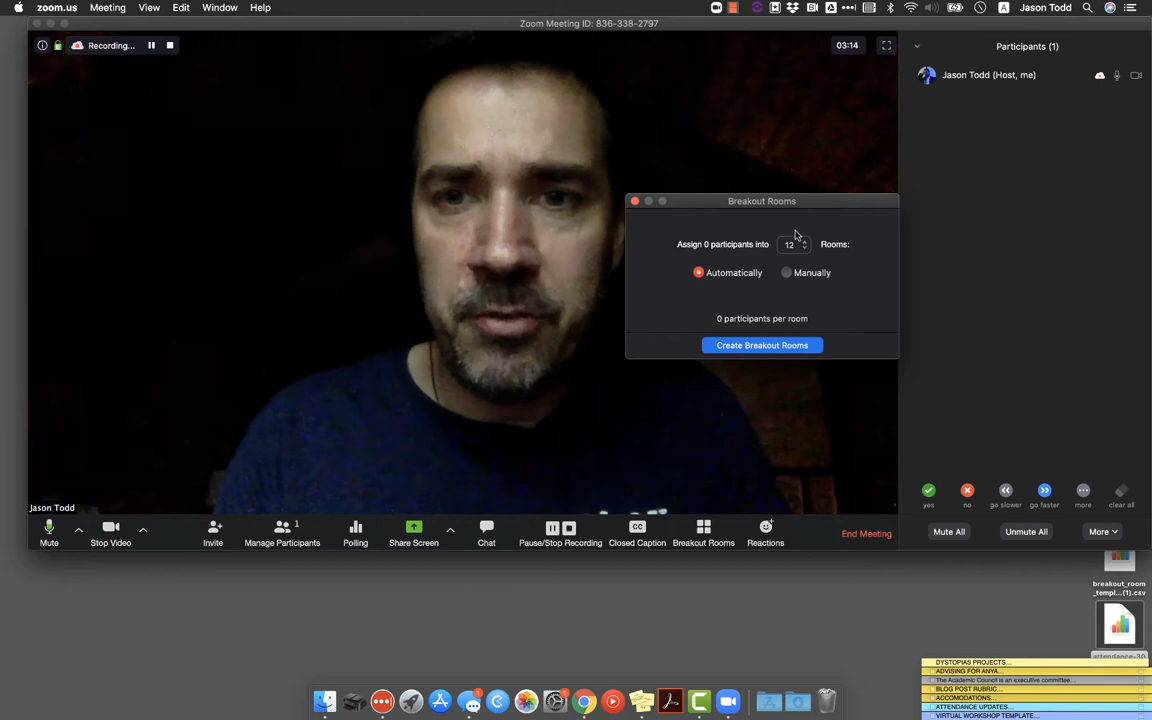 zoom.us Meeting View Edit Window Help
A Jason Todd
Zoom Meeting ID: 836-338-2797
Recording...
03:14
Participants (1)
Jason Todd (Host, me)
Breakout Rooms
Assign 0 participants into 12 Rooms:
Automatically Manually
0 participants per room
Create Breakout Rooms
Jason Todd
yes no go slower go faster more clear all
1
CC
Mute Stop Video Invite Manage Participants Polling Share Screen Chat Pause/Stop Recording Closed Caption Breakout Rooms Reactions
End Meeting
Mute All Unmute All More
breakout_room
_templ...(1).csv
DYSTOPIAS PROJECTS...
ADVISING FOR ANYA...
The Academic Council is an executive committee...
BLOG POST RUBRIC...
ACCOMODATIONS...
ATTENDANCE UPDATES...
VIRTUAL WORKSHOP TEMPLATE...